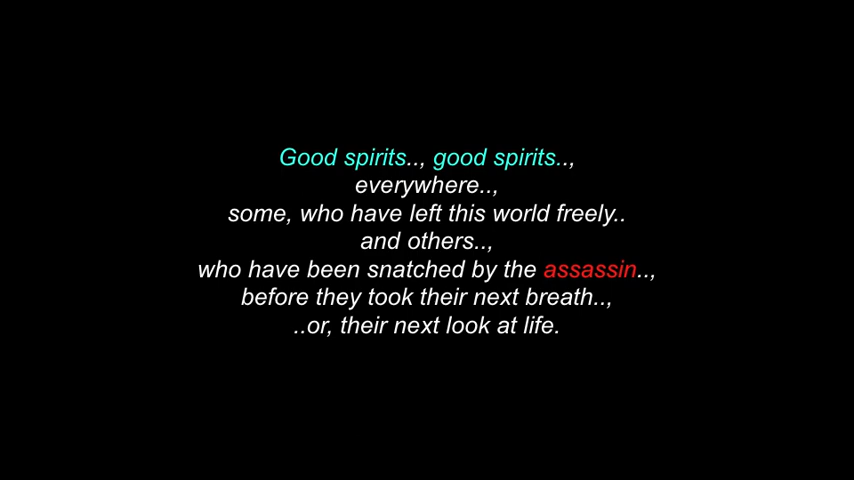 Good spirits.., good spirits..,
everywhere..,
some, who have left this world freely..
and others..,
who have been snatched by the assassin..,
before they took their next breath..,
..or, their next look at life.